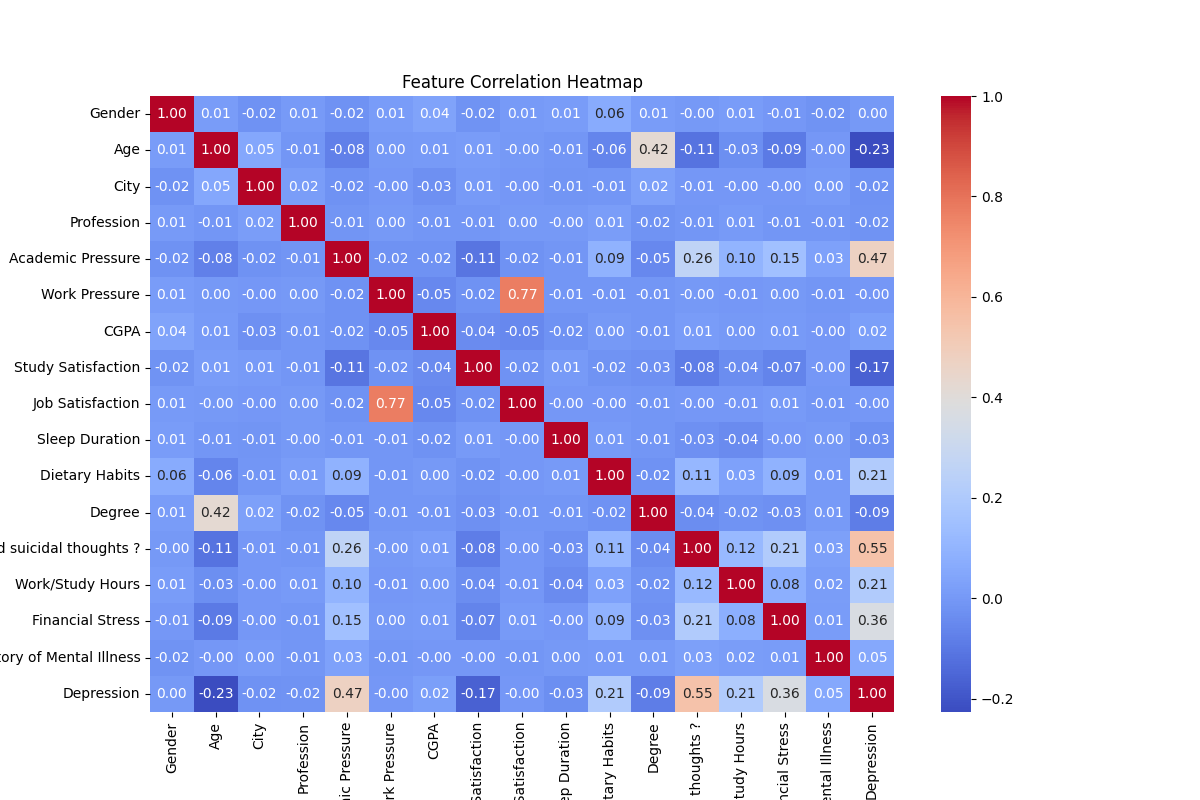 Feature Correlation Heatmap
Gender 1.00 0.01 -0.02 0.01 -0.02 0.01 0.04 -0.02 0.01 0.01 0.06 0.01 -0.00 0.01 -0.01 -0.02 0.00
Age 0.01 1.00 0.05 -0.01 -0.08 0.00 0.01 0.01 -0.00 -0.01 -0.06 0.42 -0.11 -0.03 -0.09 -0.00 -0.23
City -0.02 0.05 1.00 0.02 -0.02 -0.00 -0.03 0.01 -0.00 -0.01 -0.01 0.02 -0.01 -0.00 -0.00 0.00 -0.02
Profession 0.01 -0.01 0.02 1.00 -0.01 0.00 -0.01 -0.01 0.00 -0.00 0.01 -0.02 -0.01 0.01 -0.01 -0.01 -0.02
Academic Pressure -0.02 -0.08 -0.02 -0.01 1.00 -0.02 -0.02 -0.11 -0.02 -0.01 0.09 -0.05 0.26 0.10 0.15 0.03 0.47
Work Pressure 0.01 0.00 -0.00 0.00 -0.02 1.00 -0.05 -0.02 0.77 -0.01 -0.01 -0.01 -0.00 -0.01 0.00 -0.01 -0.00
CGPA 0.04 0.01 -0.03 -0.01 -0.02 -0.05 1.00 -0.04 -0.05 -0.02 0.00 -0.01 0.01 0.00 0.01 -0.00 0.02
Study Satisfaction -0.02 0.01 0.01 -0.01 -0.11 -0.02 -0.04 1.00 -0.02 0.01 -0.02 -0.03 -0.08 -0.04 -0.07 -0.00 -0.17
Job Satisfaction 0.01 -0.00 -0.00 0.00 -0.02 0.77 -0.05 -0.02 1.00 -0.00 -0.00 -0.01 -0.00 -0.01 0.01 -0.01 -0.00
Sleep Duration 0.01 -0.01 -0.01 -0.00 -0.01 -0.01 -0.02 0.01 -0.00 1.00 0.01 -0.01 -0.03 -0.04 -0.00 0.00 -0.03
Dietary Habits 0.06 -0.06 -0.01 0.01 0.09 -0.01 0.00 -0.02 -0.00 0.01 1.00 -0.02 0.11 0.03 0.09 0.01 0.21
Degree 0.01 0.42 0.02 -0.02 -0.05 -0.01 -0.01 -0.03 -0.01 -0.01 -0.02 1.00 -0.04 -0.02 -0.03 0.01 -0.09
d suicidal thoughts ? -0.00 -0.11 -0.01 -0.01 0.26 -0.00 0.01 -0.08 -0.00 -0.03 0.11 -0.04 1.00 0.12 0.21 0.03 0.55
Work/Study Hours 0.01 -0.03 -0.00 0.01 0.10 -0.01 0.00 -0.04 -0.01 -0.04 0.03 -0.02 0.12 1.00 0.08 0.02 0.21
Financial Stress -0.01 -0.09 -0.00 -0.01 0.15 0.00 0.01 -0.07 0.01 -0.00 0.09 -0.03 0.21 0.08 1.00 0.01 0.36
tory of Mental Illness -0.02 -0.00 0.00 -0.01 0.03 -0.01 -0.00 -0.00 -0.01 0.00 0.01 0.01 0.03 0.02 0.01 1.00 0.05
Depression 0.00 -0.23 -0.02 -0.02 0.47 -0.00 0.02 -0.17 -0.00 -0.03 0.21 -0.09 0.55 0.21 0.36 0.05 1.00
Gender
Age
City
Profession
nic Pressure
rk Pressure
CGPA
Satisfaction
Satisfaction
ep Duration
tary Habits
Degree
thoughts ?
tudy Hours
ncial Stress
ental Illness
Depression
1.0
0.8
0.6
0.4
0.2
0.0
−0.2